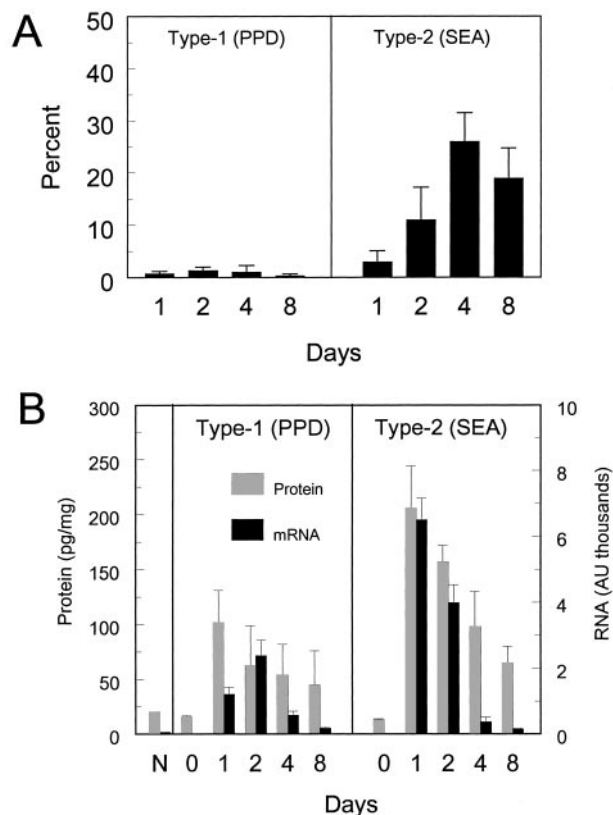 A
50
40
30
20
10
0
Percent
Type-1 (PPD)
Type-2 (SEA)
1 2 4 8 1 2 4 8
Days
B
300
250
200
150
100
50
0
Protein (pg/mg)
Type-1 (PPD)
Type-2 (SEA)
Protein
mRNA
10
8
6
4
2
0
RNA (AU thousands)
N 0 1 2 4 8 0 1 2 4 8
Days